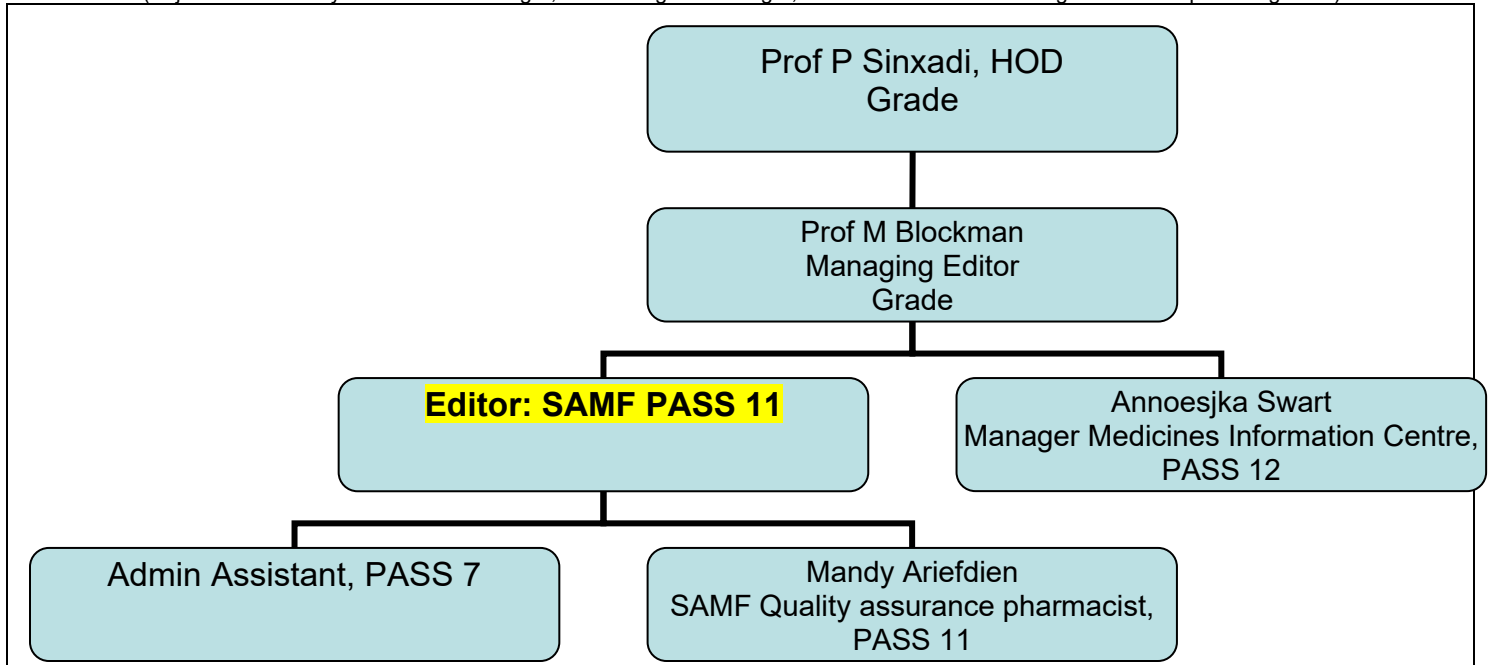 Prof P Sinxadi, HOD
Grade
Prof M Blockman
Managing Editor
Grade
Editor: SAMF PASS 11
Annoesjka Swart
Manager Medicines Information Centre,
PASS 12
Admin Assistant, PASS 7
Mandy Ariefdien
SAMF Quality assurance pharmacist,
PASS 11